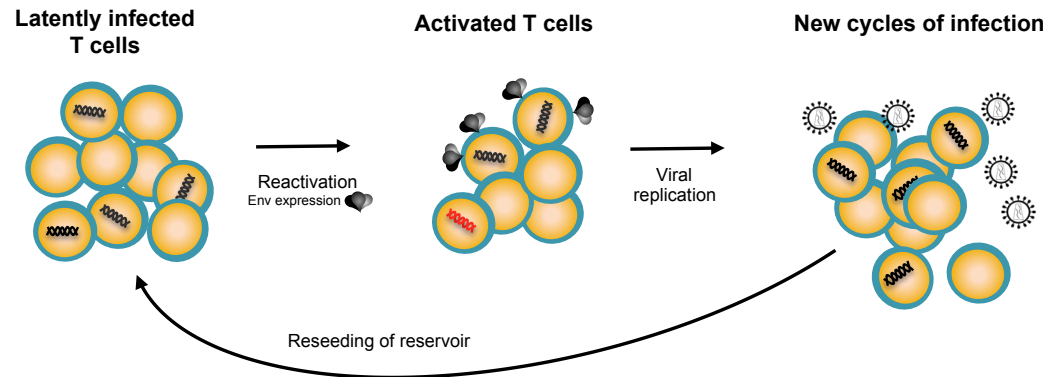 Latently infected
T cells
Activated T cells
New cycles of infection
Reactivation
Env expression
Viral
replication
Reseeding of reservoir